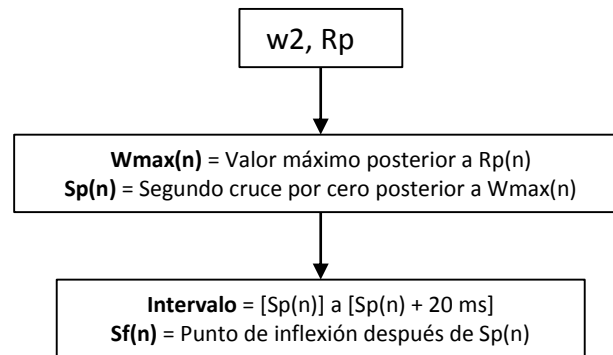 w2, Rp
Wmax(n) = Valor máximo posterior a Rp(n)
Sp(n) = Segundo cruce por cero posterior a Wmax(n)
Intervalo = [Sp(n)] a [Sp(n) + 20 ms]
Sf(n) = Punto de inflexión después de Sp(n)